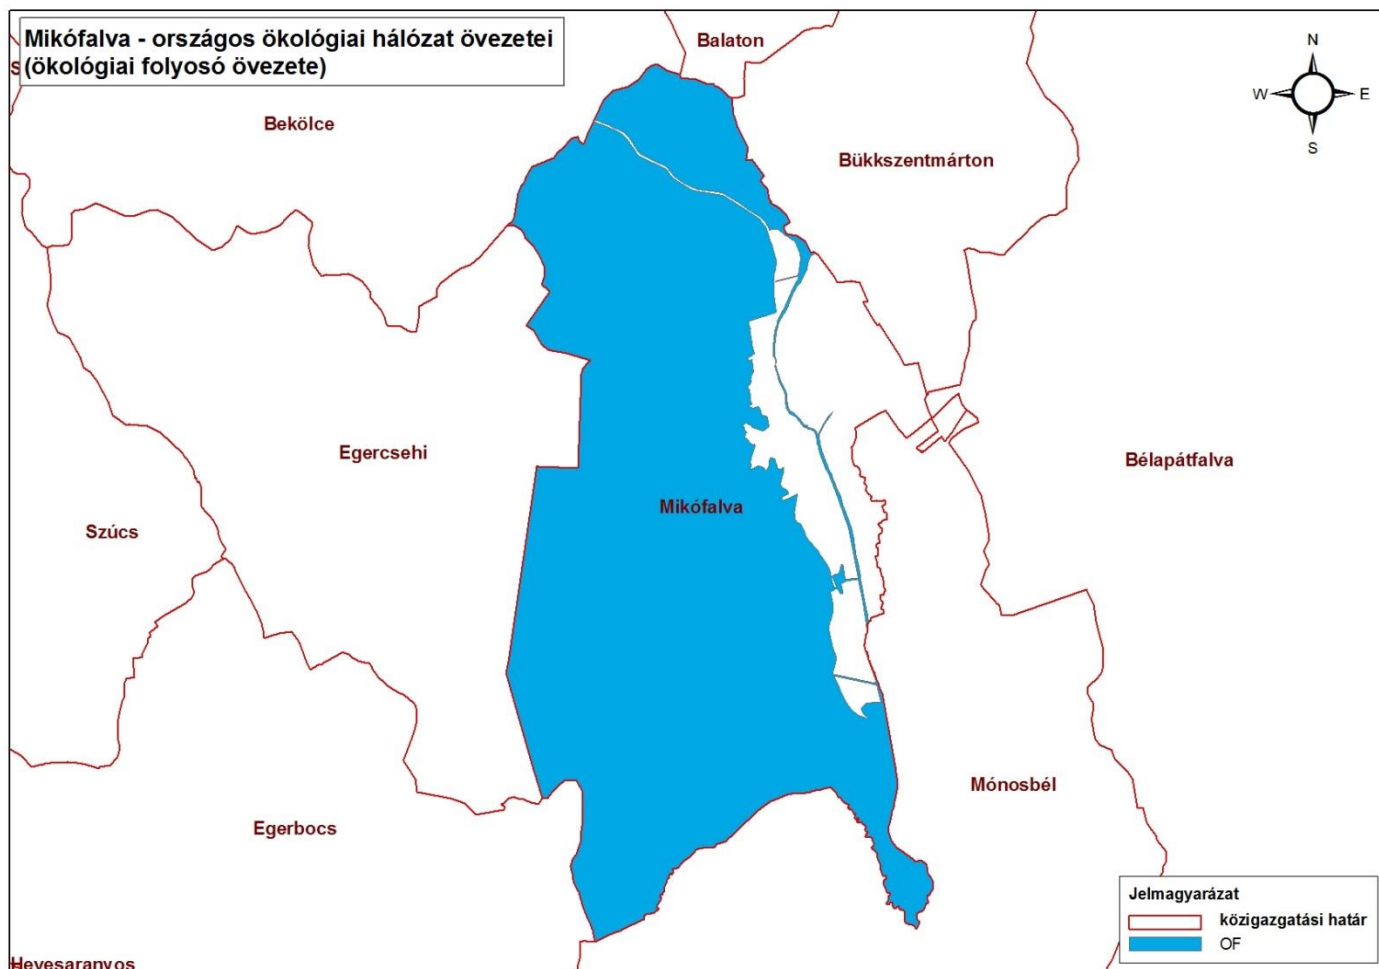 Mikófalva - országos ökológiai hálózat övezetei
(ökológiai folyosó övezete)
Balaton
N
W
E
S
Bekölce
Bükkszentmárton
Egercsehi
Bélapátfalva
Mikófalva
Szúcs
Mónosbél
Egerbocs
Jelmagyarázat
közigazgatási határ
OF
Hevesaranyos